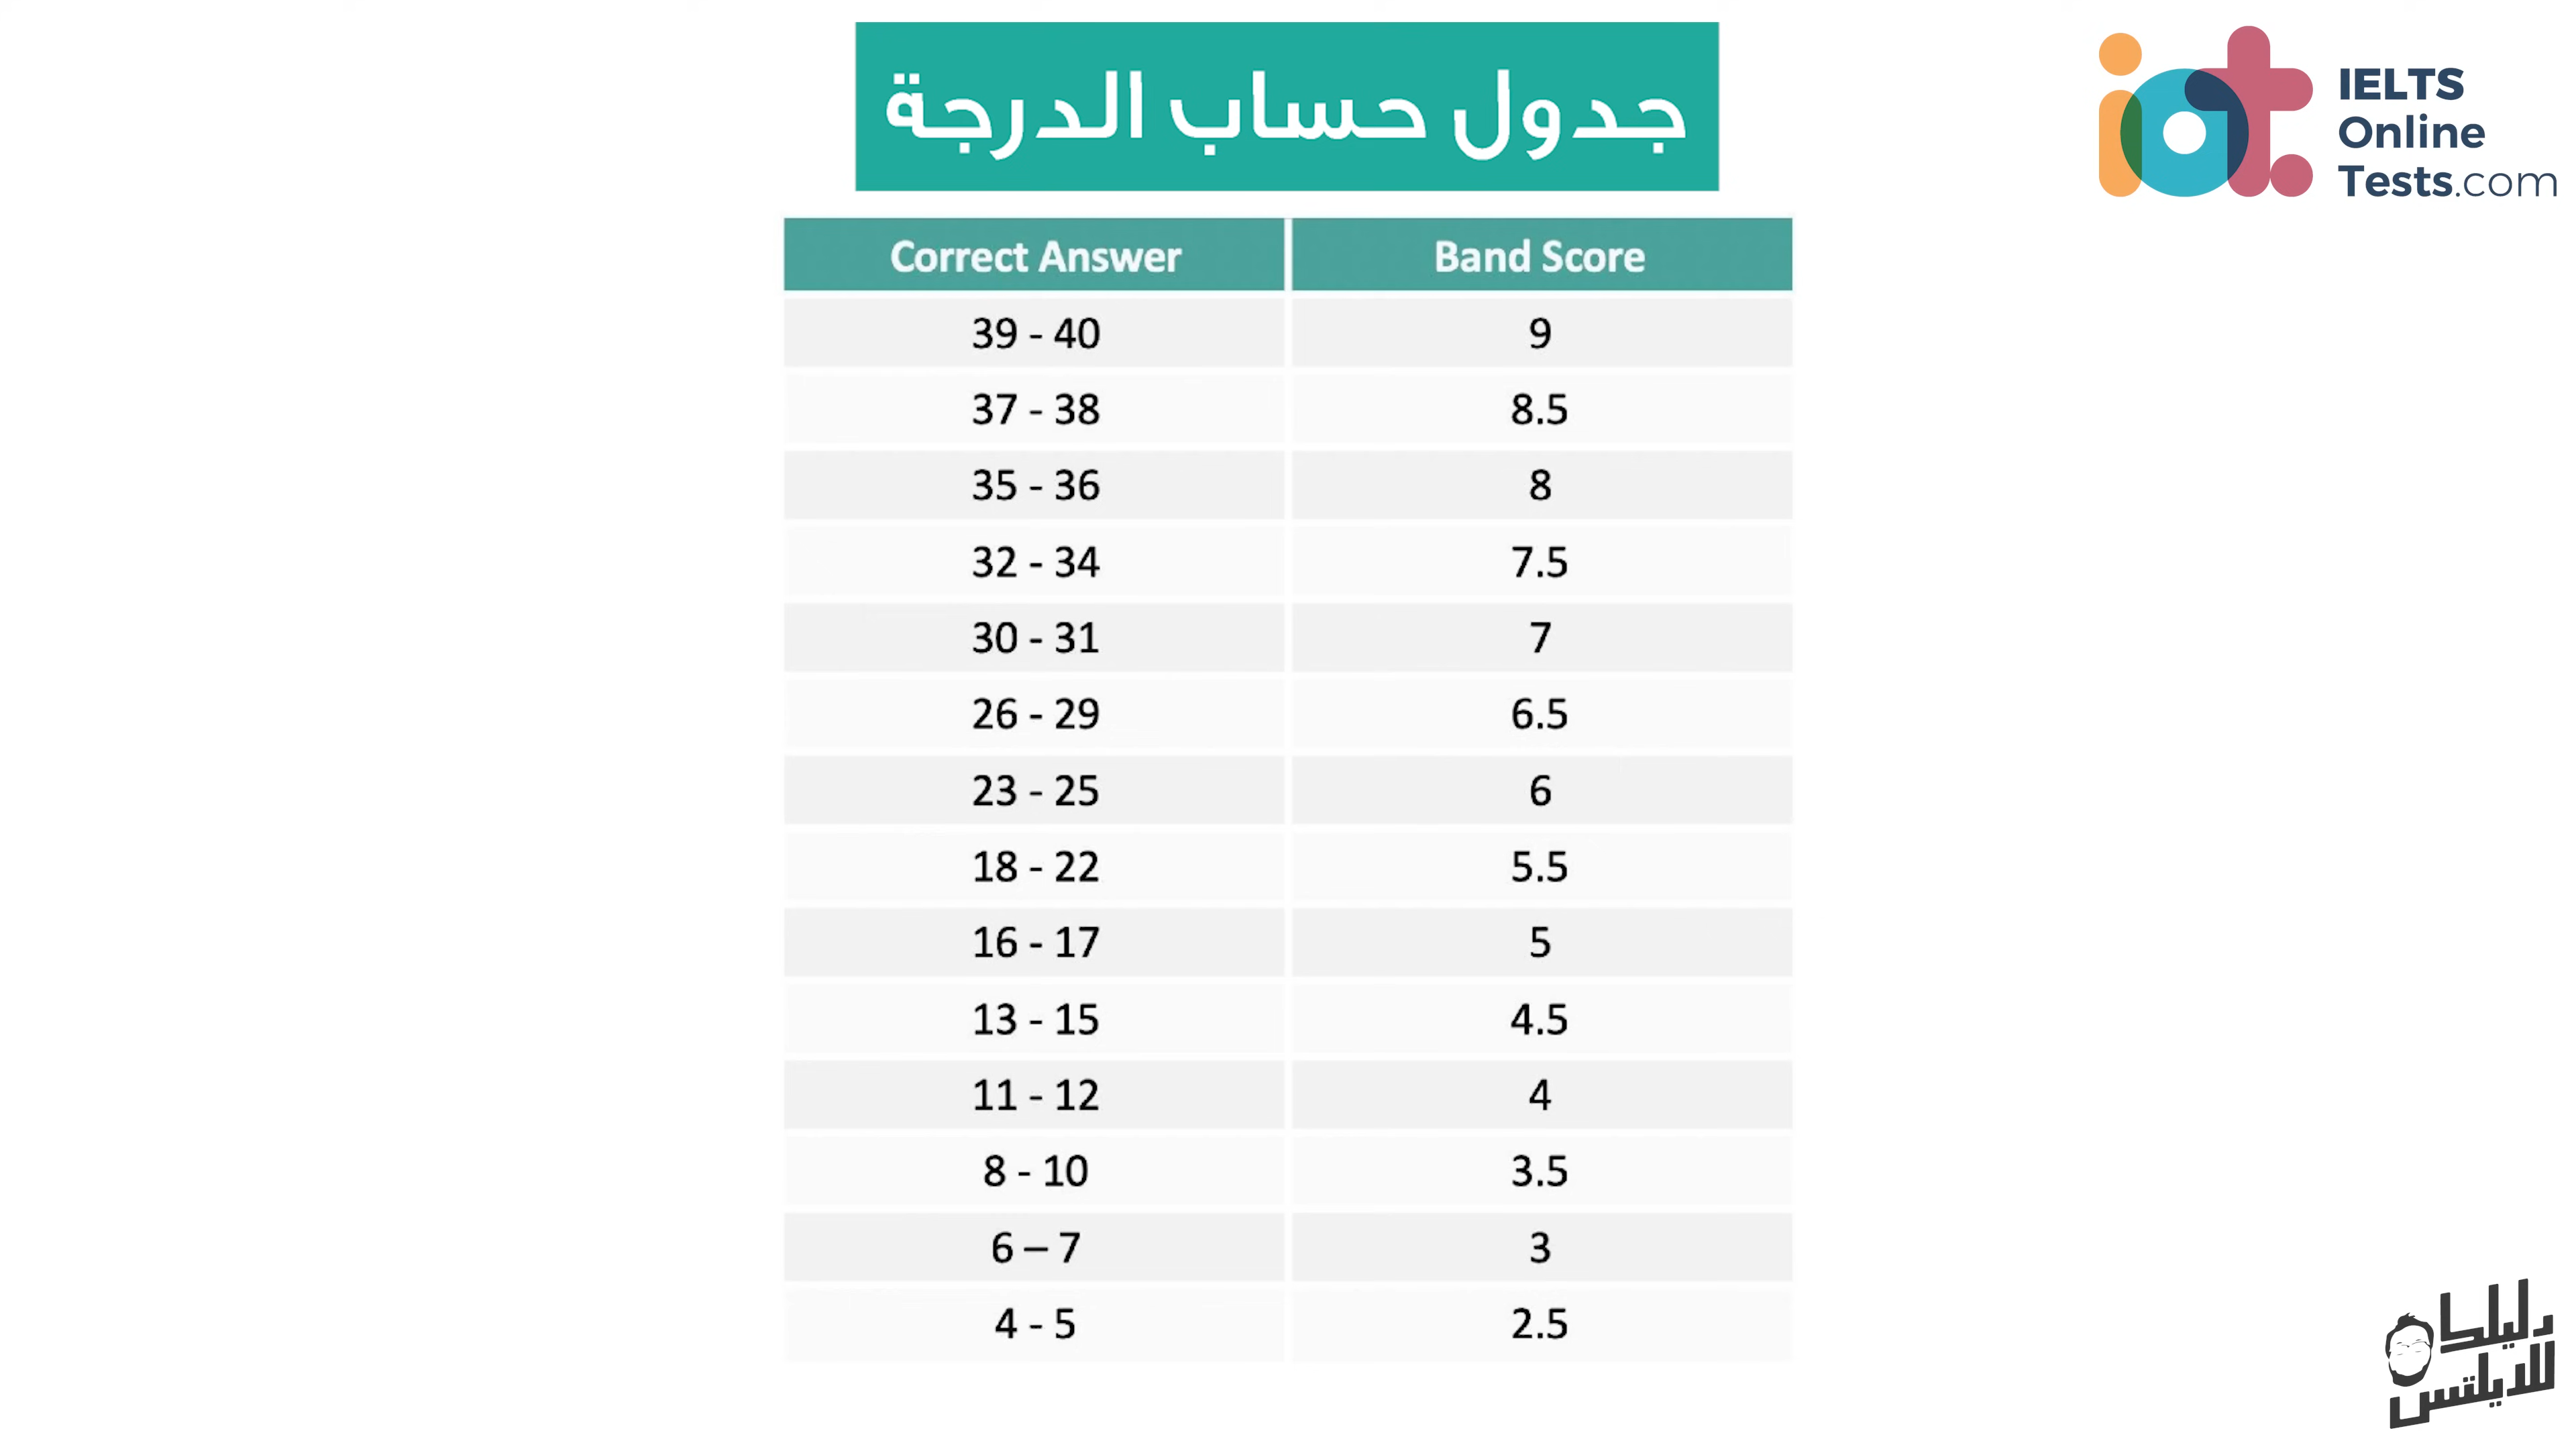 جدول حساب الدرجة
IELTS
Online
Tests.com
Correct Answer Band Score
39 - 40 9
37 - 38 8.5
35 - 36 8
32 - 34 7.5
30 - 31 7
26 - 29 6.5
23 - 25 6
18 - 22 5.5
16 - 17 5
13 - 15 4.5
11 - 12 4
8 - 10 3.5
6 – 7 3
4 - 5 2.5
دليلك
للايلتس